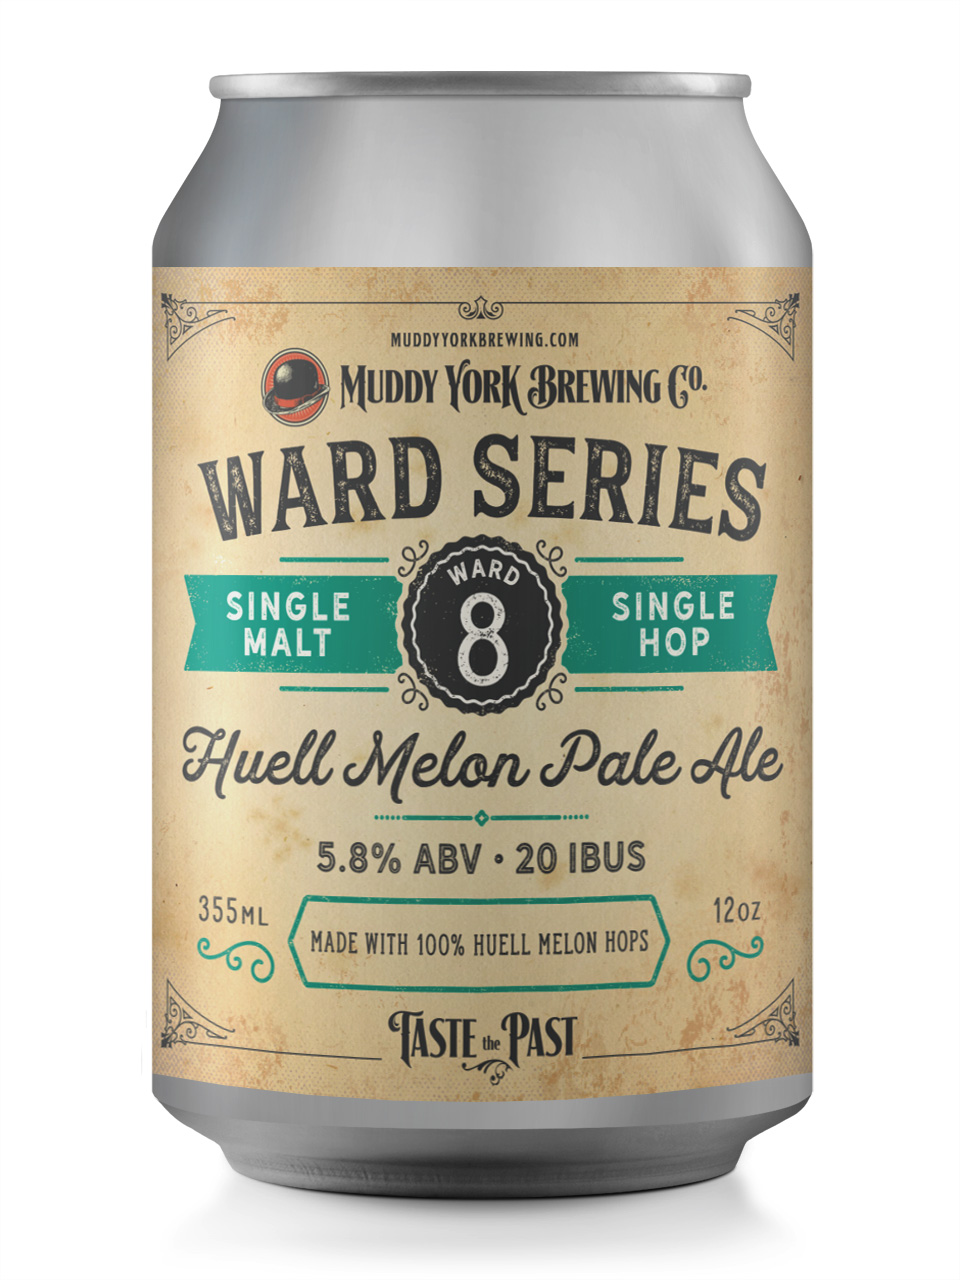 MUDDYYORKBREWING.COM
MUDDY YORK BREWING CO.
WARD SERIES
WARD
8
SINGLE
MALT
SINGLE
HOP
Huell Melon Pale Ale
5.8% ABV • 20 IBUS
355ML
12OZ
MADE WITH 100% HUELL MELON HOPS
TASTE the PAST